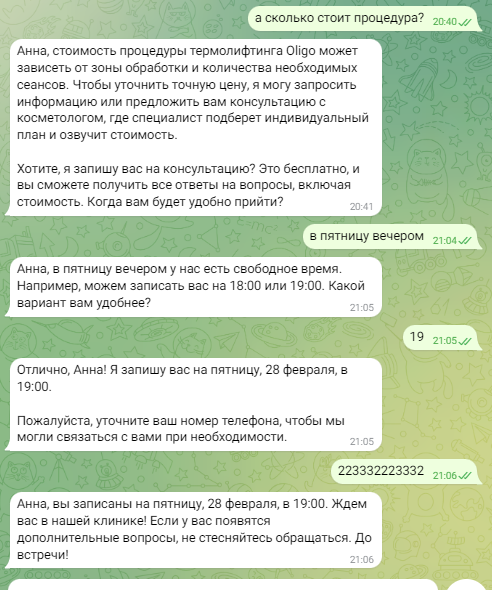 а сколько стоит процедура?
20:40
Анна, стоимость процедуры термолифтинга Oligo может
зависеть от зоны обработки и количества необходимых
сеансов. Чтобы уточнить точную цену, я могу запросить
информацию или предложить вам консультацию с
косметологом, где специалист подберет индивидуальный
план и озвучит стоимость.
Хотите, я запишу вас на консультацию? Это бесплатно, и
вы сможете получить все ответы на вопросы, включая
стоимость. Когда вам будет удобно прийти?
20:41
в пятницу вечером
21:04
Анна, в пятницу вечером у нас есть свободное время.
Например, можем записать вас на 18:00 или 19:00. Какой
вариант вам удобнее?
21:05
19
21:05
Отлично, Анна! Я запишу вас на пятницу, 28 февраля, в
19:00.
Пожалуйста, уточните ваш номер телефона, чтобы мы
могли связаться с вами при необходимости.
21:05
223332223332
21:06
Анна, вы записаны на пятницу, 28 февраля, в 19:00. Ждем
вас в нашей клинике! Если у вас появятся
дополнительные вопросы, не стесняйтесь обращаться. До
встречи!
21:06